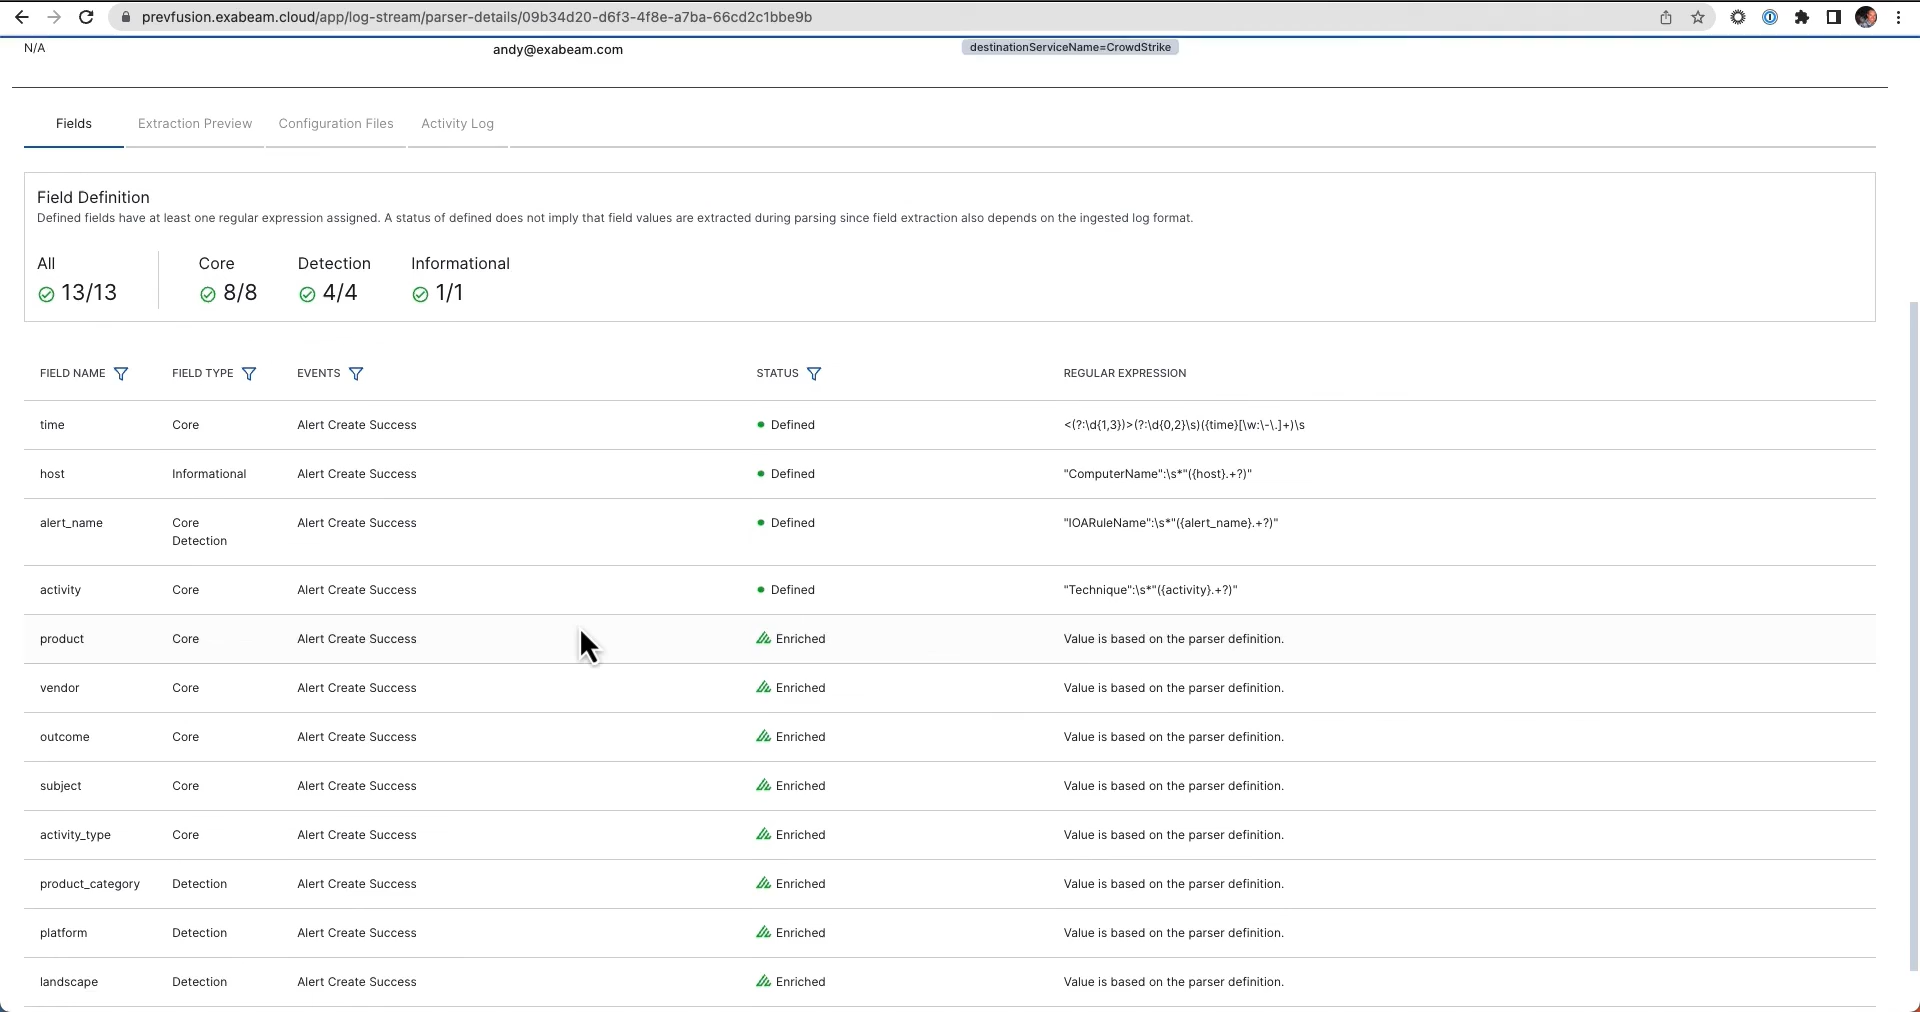 prevfusion.exabeam.cloud/app/log-stream/parser-details/09b34d20-d6f3-4f8e-a7ba-66cd2c1bbe9b
N/A andy@exabeam.com destinationServiceName=CrowdStrike
Fields Extraction Preview Configuration Files Activity Log
Field Definition
Defined fields have at least one regular expression assigned. A status of defined does not imply that field values are extracted during parsing since field extraction also depends on the ingested log format.
All Core Detection Informational
13/13 8/8 4/4 1/1
FIELD NAME FIELD TYPE EVENTS STATUS REGULAR EXPRESSION
time Core Alert Create Success Defined <(?:\d{1,3})>(?:\d{0,2}\s)({time}[\w:\-\.]+)\s
host Informational Alert Create Success Defined "ComputerName":\s*"({host}.+?)"
alert_name Core Alert Create Success Defined "IOARuleName":\s*"({alert_name}.+?)"
Detection
activity Core Alert Create Success Defined "Technique":\s*"({activity}.+?)"
product Core Alert Create Success Enriched Value is based on the parser definition.
vendor Core Alert Create Success Enriched Value is based on the parser definition.
outcome Core Alert Create Success Enriched Value is based on the parser definition.
subject Core Alert Create Success Enriched Value is based on the parser definition.
activity_type Core Alert Create Success Enriched Value is based on the parser definition.
product_category Detection Alert Create Success Enriched Value is based on the parser definition.
platform Detection Alert Create Success Enriched Value is based on the parser definition.
landscape Detection Alert Create Success Enriched Value is based on the parser definition.